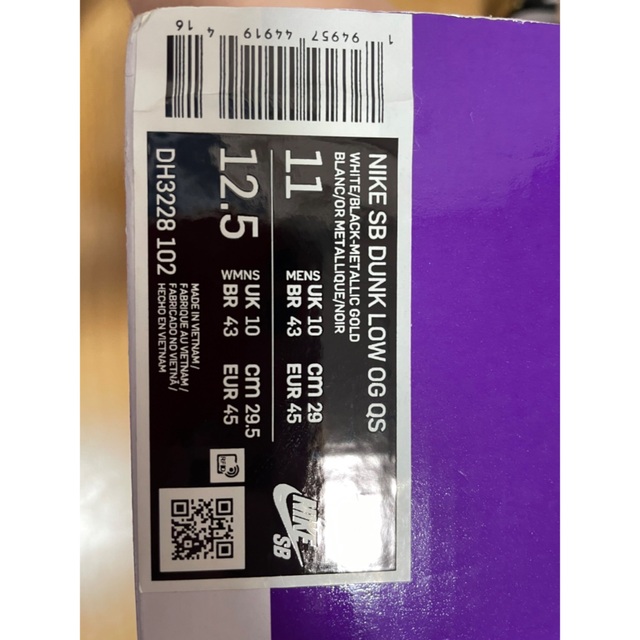 1 94957 44919 4 16
NIKE SB DUNK LOW OG QS
WHITE/BLACK-METALLIC GOLD
BLANC/OR METALLIQUE/NOIR
11
MENS UK 10 cm 29
BR 43 EUR 45
12.5
WMNS UK 10 cm 29.5
BR 43 EUR 45
DH3228 102
MADE IN VIETNAM/
FABRIQUE AU VIETNAM/
FABRICADO NO VIETNÃ/
HECHO EN VIETNAM
NIKE
SB